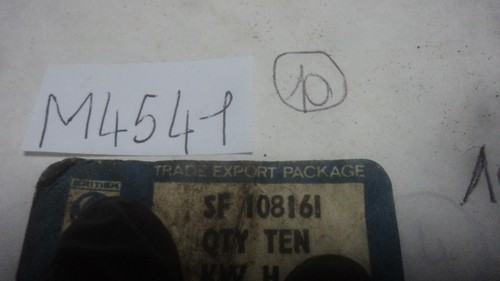 M4541
10
TRADE EXPORT PACKAGE
SF 108161
QTY TEN